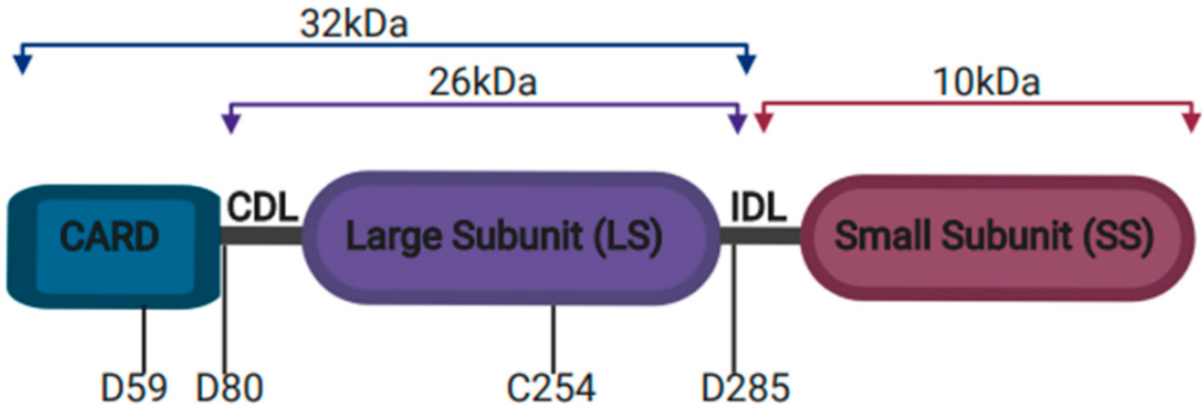 32kDa
26kDa
10kDa
CDL
IDL
CARD
Large Subunit (LS)
Small Subunit (SS)
D59
D80
C254
D285